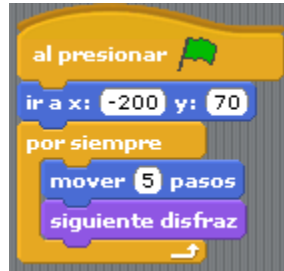 al presionar
ir a x: -200 y: 70
por siempre
mover 5 pasos
siguiente disfraz